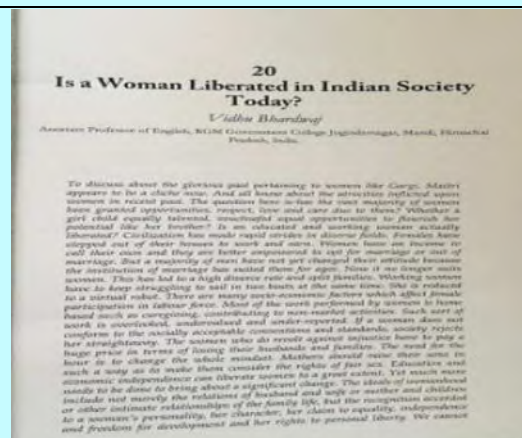 20
Is a Woman Liberated in Indian Society
Today?
Vidhu Bhardwaj
Associate Professor of English, RGM Government College Jogindernagar, Mandi, Himachal
Pradesh, India.
To discuss about the glorious past pertaining to women like Gargi, Maitri
appears to be a cliche now. And all know about the atrocities inflicted upon
women in recent past. The question here is has the vast majority of women
been granted opportunities, respect, love and care due to them? Whether a
girl child equally talented, resourceful equal opportunities to flourish her
potential like her brother? Is an educated and working woman actually
liberated? Civilization has made rapid strides in diverse fields. Females have
stepped out of their houses to work and earn. Women have an income to
call their own and they are better empowered to opt for marriage or out of
marriage. But a majority of men have not yet changed their attitude because
the institution of marriage has suited them for ages. Now it no longer suits
women. This has led to a high divorce rate and split families. Working women
have to keep struggling to sail in two boats at the same time. She is reduced
to a virtual robot. There are many socio-economic factors which affect female
participation in labour force. Most of the work performed by women is home
based such as caregiving, contributing to non-market activities. Such sort of
work is overlooked, undervalued and under-reported. If a woman does not
conform to the socially acceptable conventions and standards, society rejects
her straightaway. The women who do revolt against injustice have to pay a
huge price in terms of losing their husbands and families. The need for the
hour is to change the whole mindset. Mothers should raise their sons in
such a way as to make them consider the rights of fair sex. Education and
economic independence can liberate women to a great extent. Yet much more
needs to be done to bring about a significant change. The ideals of womanhood
include not merely the relations of husband and wife or mother and children
or other intimate relationships of the family life, but the recognition accorded
to a woman's personality, her character, her claim to equality, independence
and freedom for development and her rights to personal liberty. We cannot